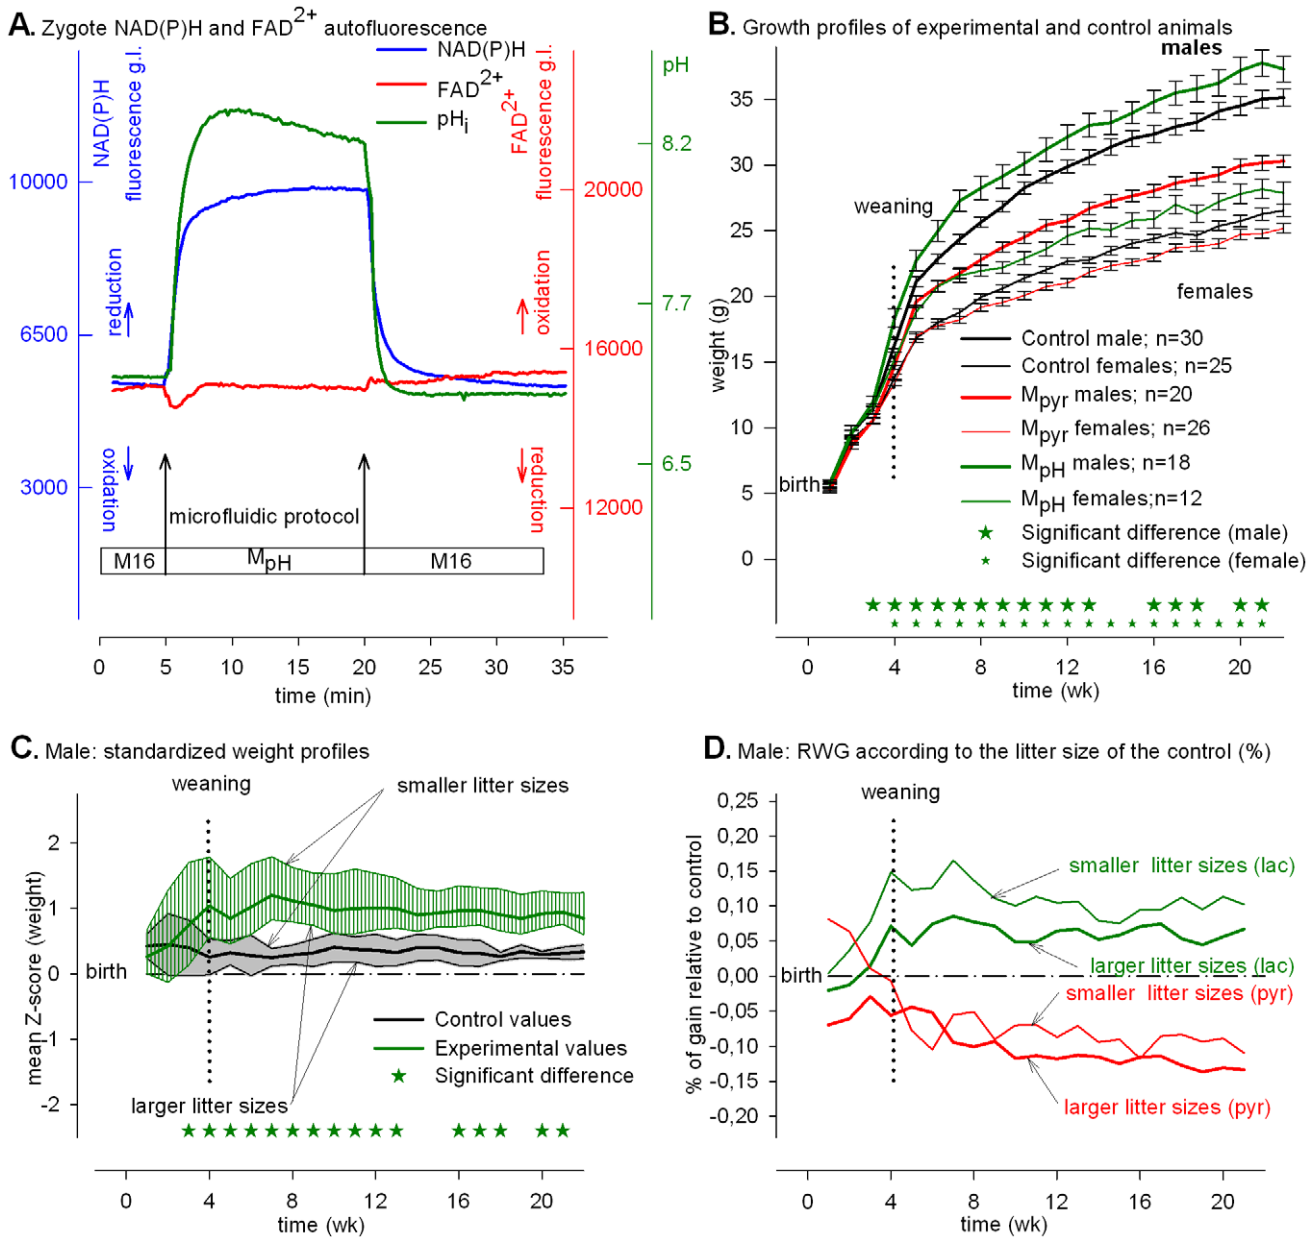 A. Zygote NAD(P)H and FAD2+ autofluorescence
NAD(P)H
FAD2+
pHi
NAD(P)H
fluorescence g.l.
FAD2+
fluorescence g.l.
pH
10000
6500
3000
20000
16000
12000
8.2
7.7
6.5
reduction
oxidation
oxidation
reduction
microfluidic protocol
M16
MpH
M16
0 5 10 15 20 25 30 35
time (min)
B. Growth profiles of experimental and control animals
males
35
30
25
20
15
10
5
0
weight (g)
weaning
birth
females
Control male; n=30
Control females; n=25
Mpyr males; n=20
Mpyr females; n=26
MpH males; n=18
MpH females;n=12
Significant difference (male)
Significant difference (female)
0 4 8 12 16 20
time (wk)
C. Male: standardized weight profiles
weaning
smaller litter sizes
2
1
0
-1
-2
mean Z-score (weight)
birth
Control values
Experimental values
Significant difference
larger litter sizes
0 4 8 12 16 20
time (wk)
D. Male: RWG according to the litter size of the control (%)
weaning
0,25
0,20
0,15
0,10
0,05
0,00
-0,05
-0,10
-0,15
-0,20
% of gain relative to control
birth
smaller litter sizes (lac)
larger litter sizes (lac)
smaller litter sizes (pyr)
larger litter sizes (pyr)
0 4 8 12 16 20
time (wk)